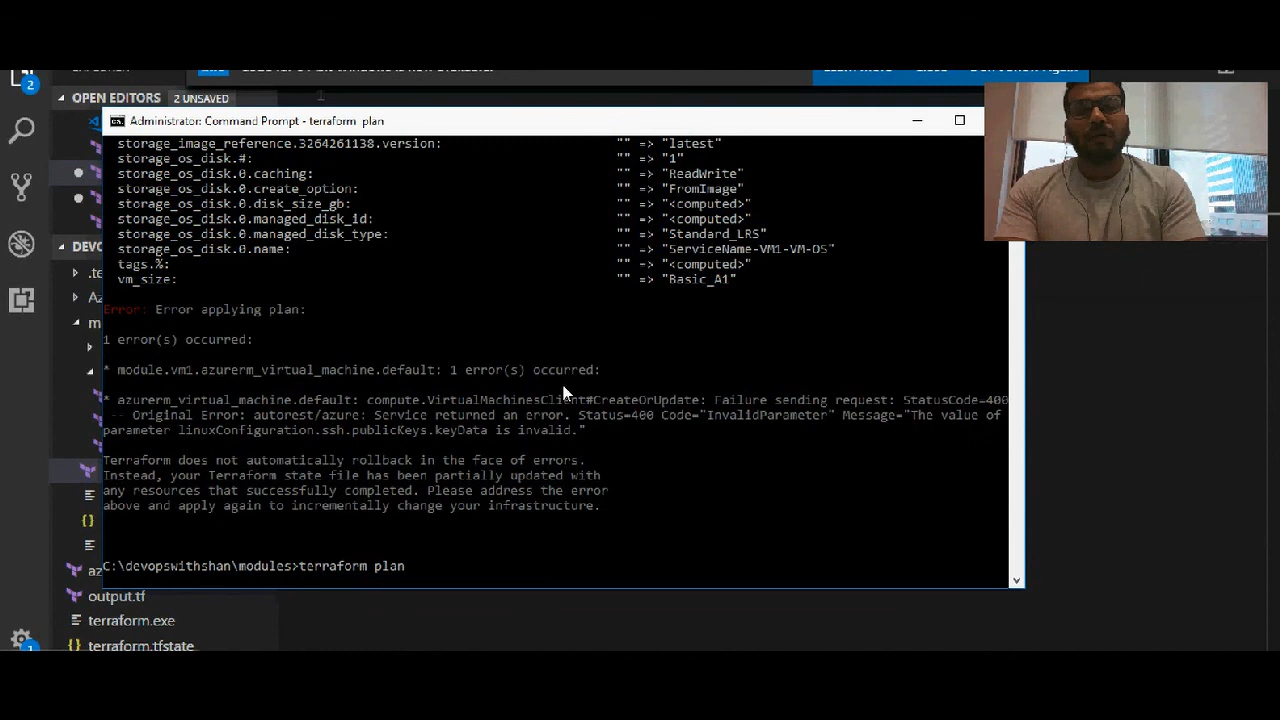 2
OPEN EDITORS 2 UNSAVED
1
Administrator: Command Prompt - terraform plan
storage_image_reference.3264261138.version: "" => "latest"
storage_os_disk.#: "" => "1"
storage_os_disk.0.caching: "" => "ReadWrite"
storage_os_disk.0.create_option: "" => "FromImage"
storage_os_disk.0.disk_size_gb: "" => "<computed>"
storage_os_disk.0.managed_disk_id: "" => "<computed>"
storage_os_disk.0.managed_disk_type: "" => "Standard_LRS"
storage_os_disk.0.name: "" => "ServiceName-VM1-VM-OS"
tags.%: "" => "<computed>"
vm_size: "" => "Basic_A1"
Error: Error applying plan:
1 error(s) occurred:
* module.vm1.azurerm_virtual_machine.default: 1 error(s) occurred:
* azurerm_virtual_machine.default: compute.VirtualMachinesClient#CreateOrUpdate: Failure sending request: StatusCode=400
-- Original Error: autorest/azure: Service returned an error. Status=400 Code="InvalidParameter" Message="The value of
parameter linuxConfiguration.ssh.publicKeys.keyData is invalid."
Terraform does not automatically rollback in the face of errors.
Instead, your Terraform state file has been partially updated with
any resources that successfully completed. Please address the error
above and apply again to incrementally change your infrastructure.
C:\devopswithshan\modules>terraform plan
DEVO
.te
Az
m
az
output.tf
terraform.exe
terraform.tfstate
1